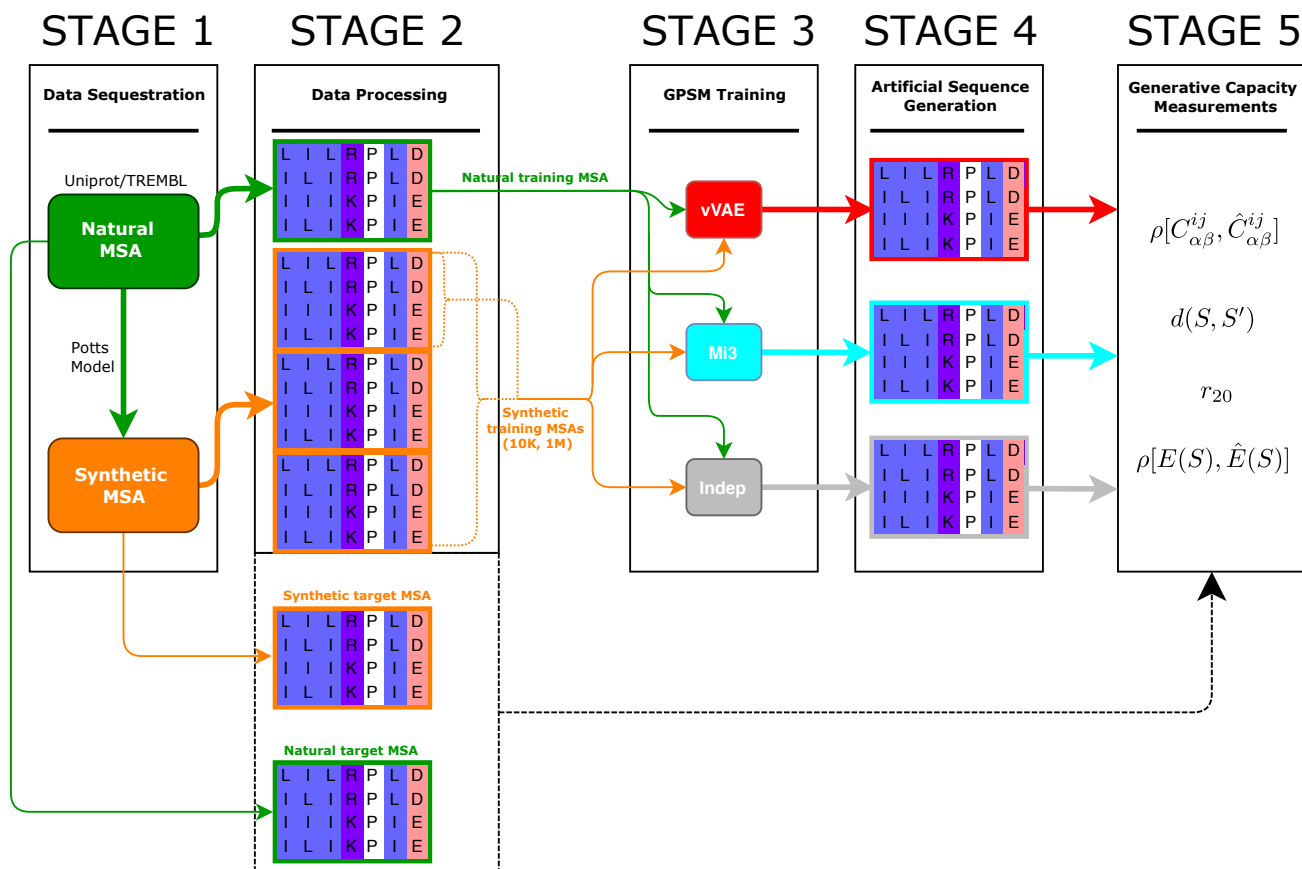 STAGE 1
STAGE 2
STAGE 3
STAGE 4
STAGE 5
Data Sequestration
Data Processing
GPSM Training
Artificial Sequence
Generation
Generative Capacity
Measurements
Uniprot/TREMBL
Natural
MSA
Potts
Model
Synthetic
MSA
L I L R P L D
I L I R P L D
I I I K P I E
I L I K P I E
L I L R P L D
I L I R P L D
I I I K P I E
I L I K P I E
L I L R P L D
I L I R P L D
I I I K P I E
I L I K P I E
L I L R P L D
I L I R P L D
I I I K P I E
I L I K P I E
Synthetic target MSA
L I L R P L D
I L I R P L D
I I I K P I E
I L I K P I E
Natural target MSA
L I L R P L D
I L I R P L D
I I I K P I E
I L I K P I E
Natural training MSA
Synthetic
training MSAs
(10K, 1M)
vVAE
Mi3
Indep
L I L R P L D
I L I R P L D
I I I K P I E
I L I K P I E
L I L R P L D
I L I R P L D
I I I K P I E
I L I K P I E
L I L R P L D
I L I R P L D
I I I K P I E
I L I K P I E
ρ[C^{ij}_{αβ}, Ĉ^{ij}_{αβ}]
d(S, S′)
r₂₀
ρ[E(S), Ê(S)]